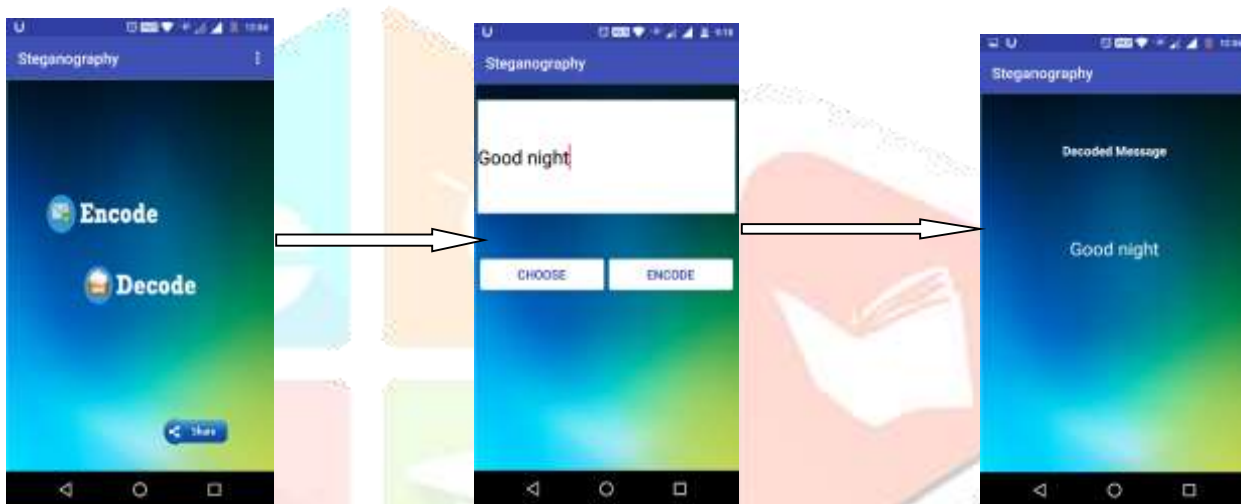 Steganography
Encode
Decode
Share
Steganography
Good night
CHOOSE
ENCODE
Steganography
Decoded Message
Good night